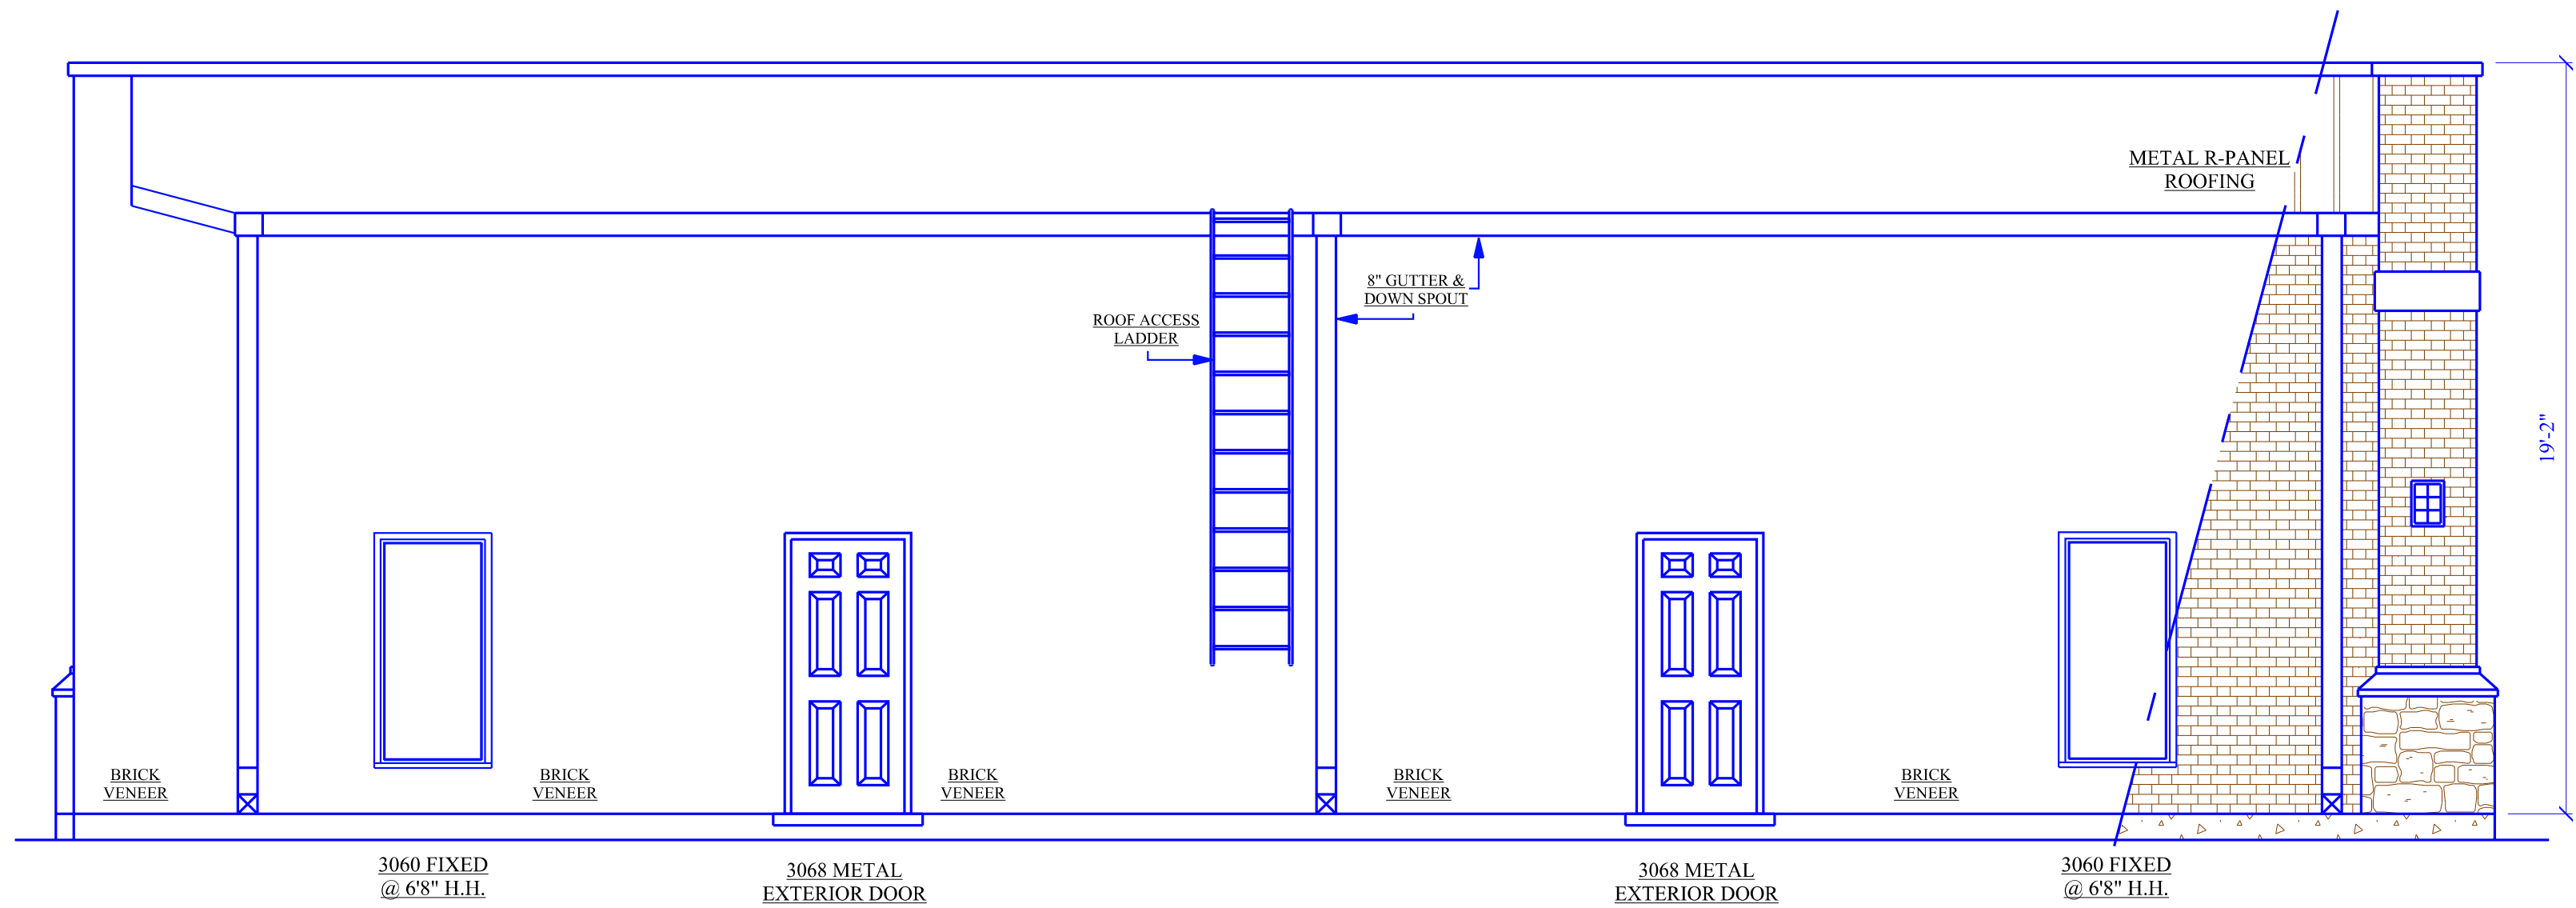 METAL R-PANEL
ROOFING
8" GUTTER &
DOWN SPOUT
ROOF ACCESS
LADDER
19'-2"
BRICK
VENEER
BRICK
VENEER
BRICK
VENEER
BRICK
VENEER
BRICK
VENEER
3060 FIXED
@ 6'8" H.H.
3068 METAL
EXTERIOR DOOR
3068 METAL
EXTERIOR DOOR
3060 FIXED
@ 6'8" H.H.